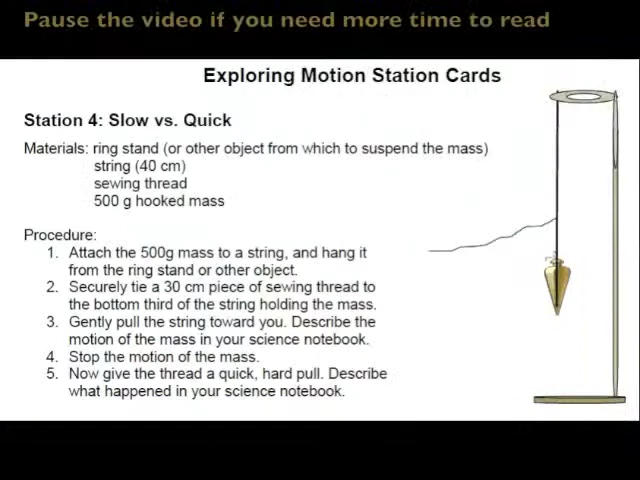 Pause the video if you need more time to read
Exploring Motion Station Cards
Station 4: Slow vs. Quick
Materials: ring stand (or other object from which to suspend the mass)
string (40 cm)
sewing thread
500 g hooked mass
Procedure:
1. Attach the 500g mass to a string, and hang it
from the ring stand or other object.
2. Securely tie a 30 cm piece of sewing thread to
the bottom third of the string holding the mass.
3. Gently pull the string toward you. Describe the
motion of the mass in your science notebook.
4. Stop the motion of the mass.
5. Now give the thread a quick, hard pull. Describe
what happened in your science notebook.